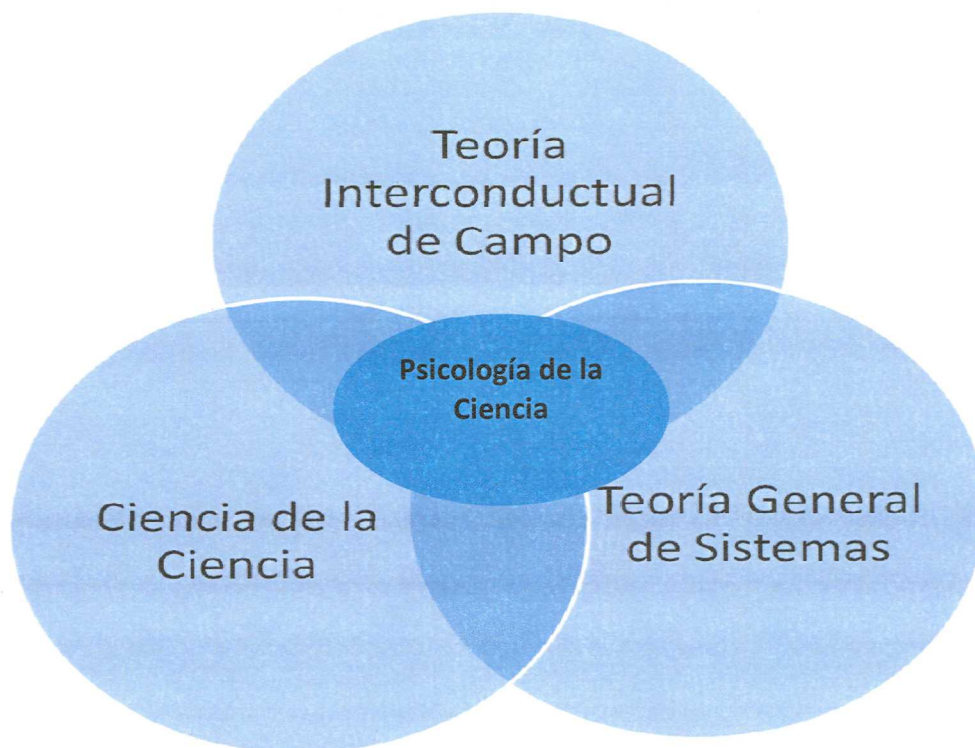 Teoría
Interconductual
de Campo
Psicología de la
Ciencia
Ciencia de la
Ciencia
Teoría General
de Sistemas